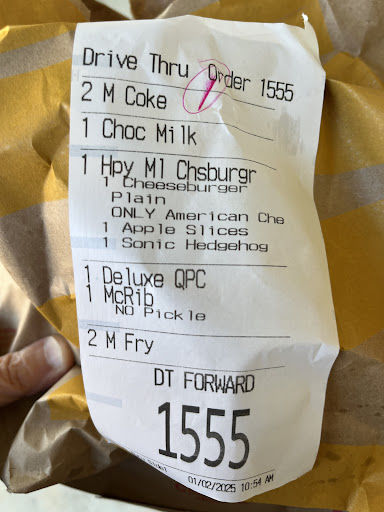 Drive Thru Order 1555
2 M Coke
1 Choc Milk
1 Hpy Ml Chsburgr
1 Cheeseburger
Plain
ONLY American Che
1 Apple Slices
1 Sonic Hedgehog
1 Deluxe QPC
1 McRib
NO Pickle
2 M Fry
DT FORWARD
1555
01/02/2025 10:54 AM